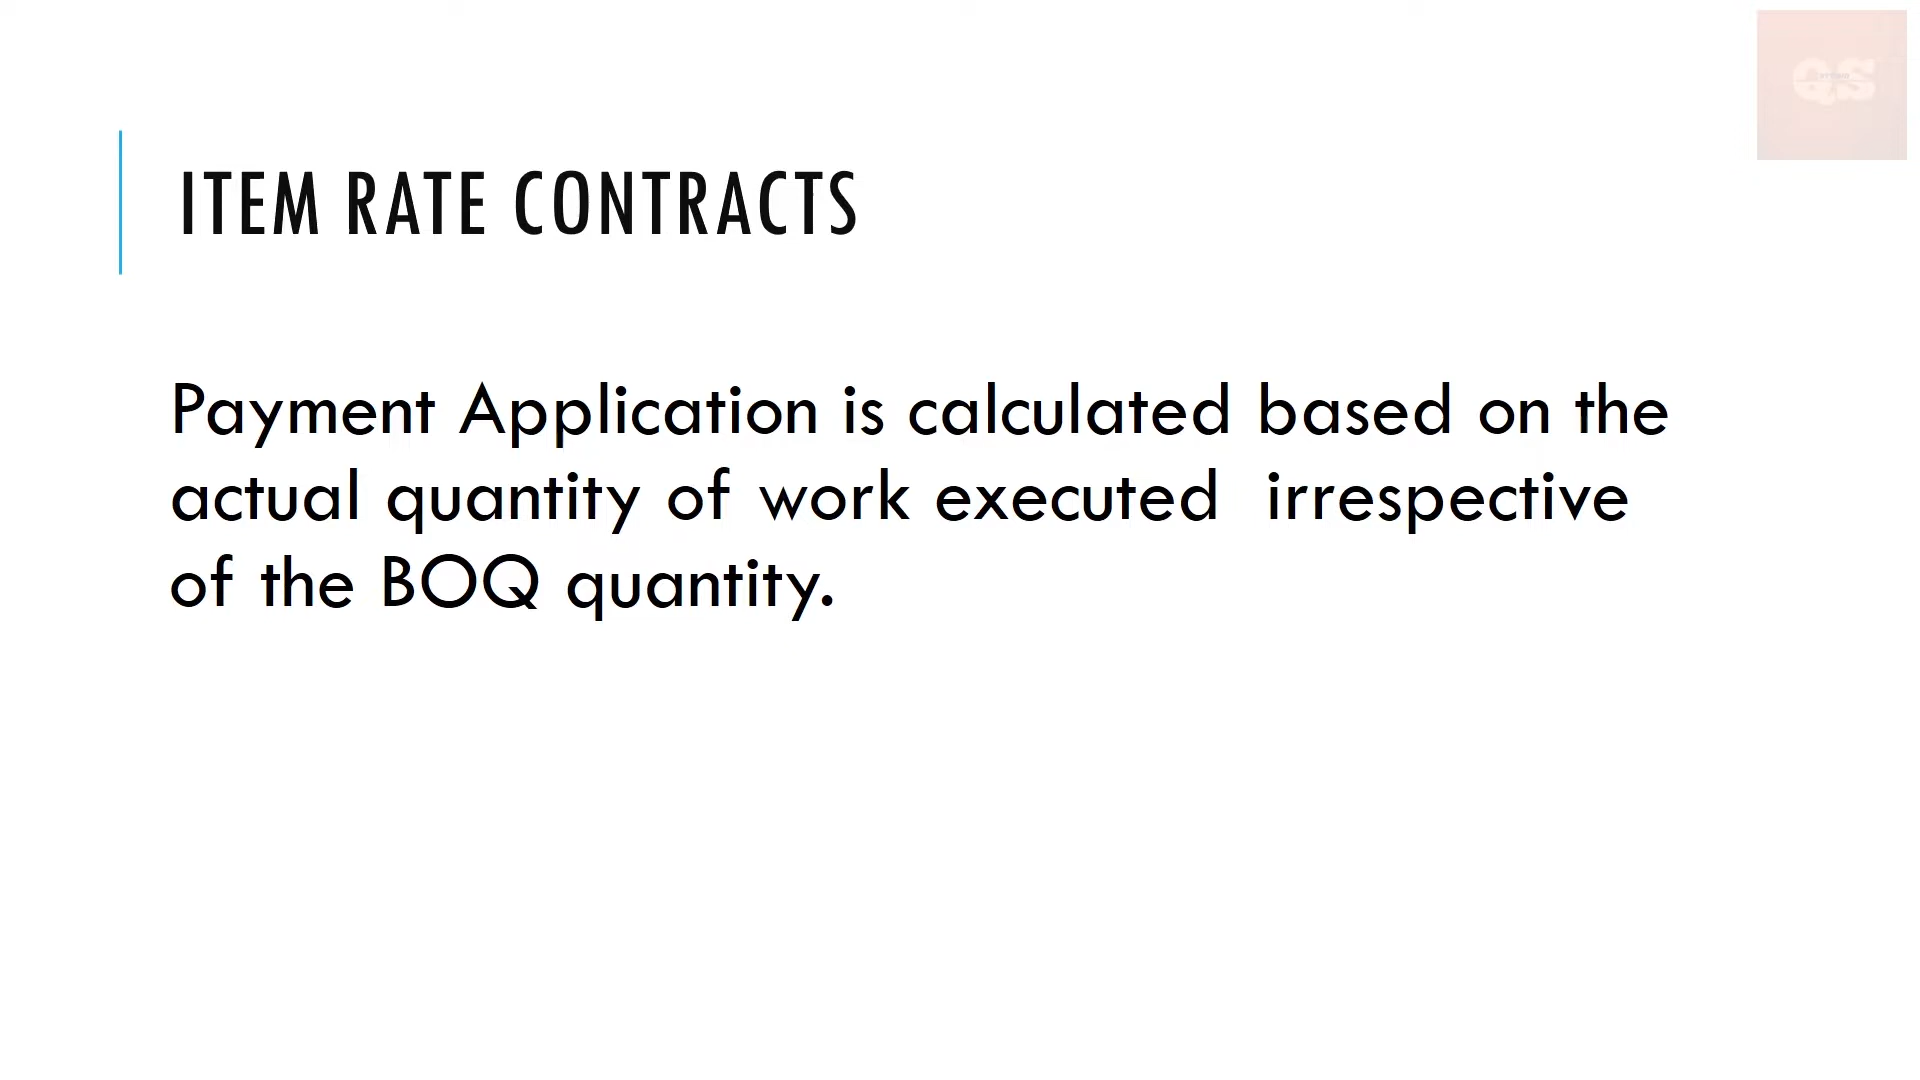 QS
ITEM RATE CONTRACTS
Payment Application is calculated based on the
actual quantity of work executed  irrespective
of the BOQ quantity.